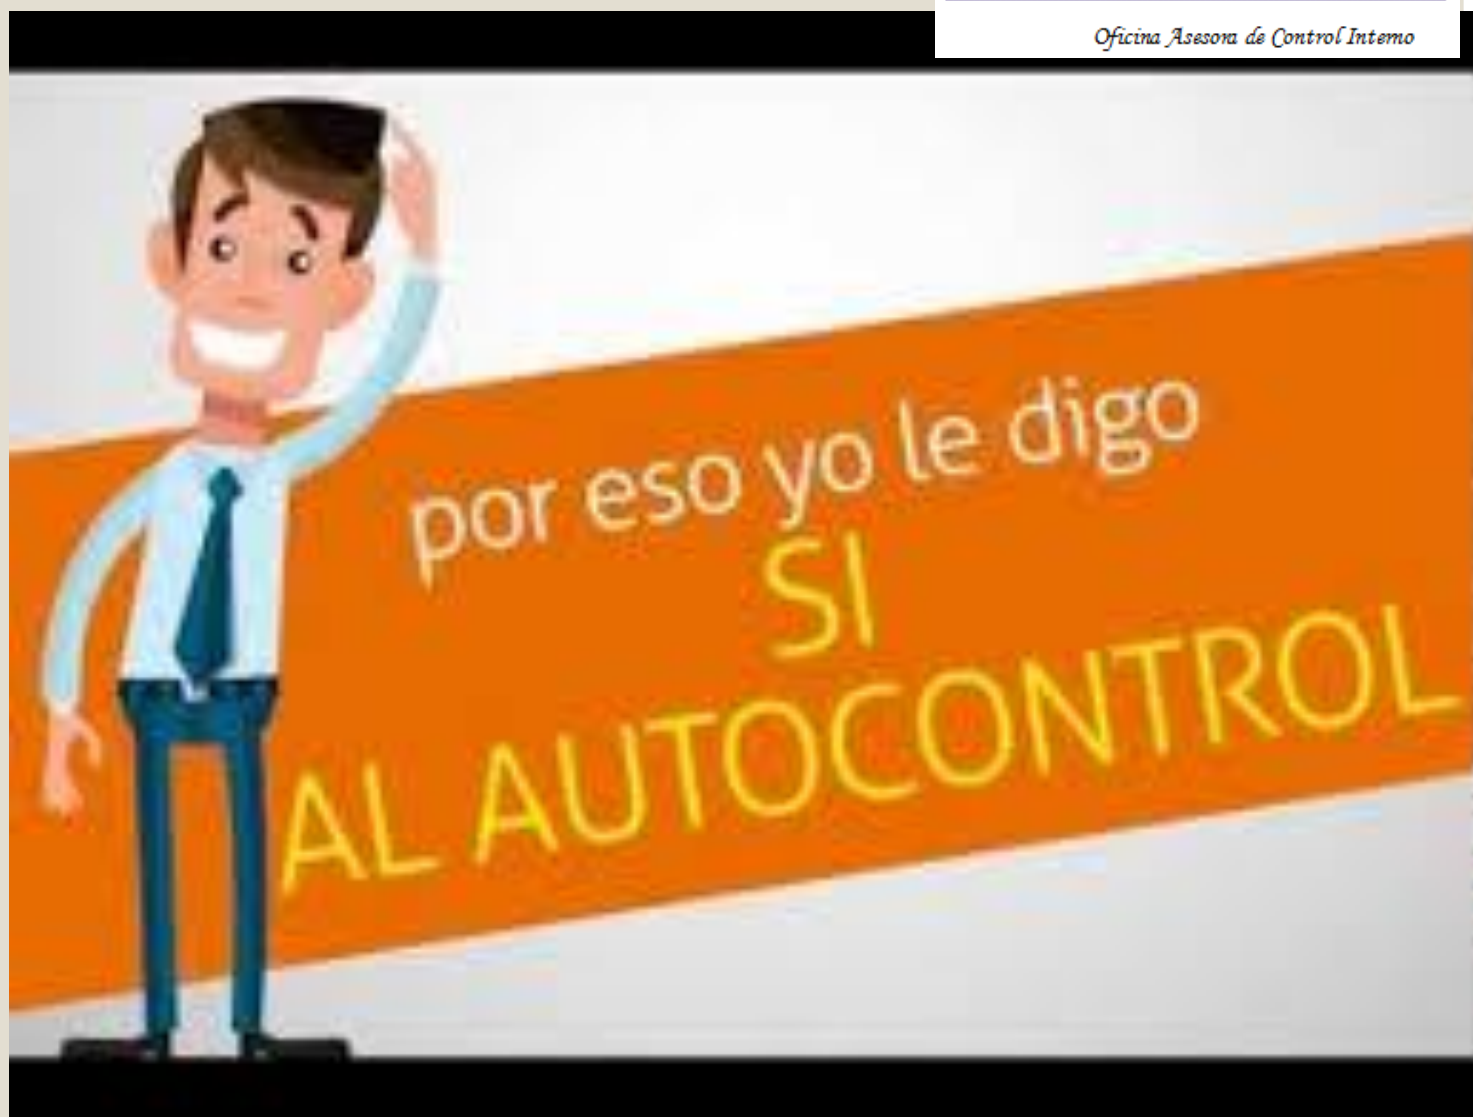 Oficina Asesora de Control Interno
por eso yo le digo
SI
AL AUTOCONTROL